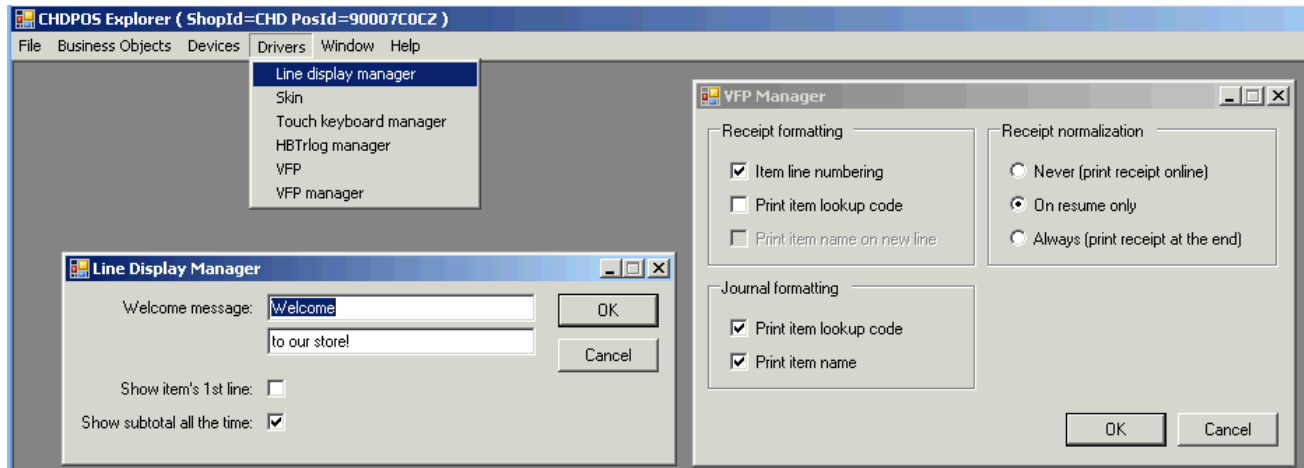 CHDPOS Explorer ( ShopId=CHD PosId=90007C0CZ )
File Business Objects Devices Drivers Window Help
Line display manager
Skin
Touch keyboard manager
HBTrlog manager
VFP
VFP manager
VFP Manager
Receipt formatting
Item line numbering
Print item lookup code
Print item name on new line
Receipt normalization
Never (print receipt online)
On resume only
Always (print receipt at the end)
Journal formatting
Print item lookup code
Print item name
OK Cancel
Line Display Manager
Welcome message: Welcome
to our store!
Show item's 1st line:
Show subtotal all the time:
OK
Cancel